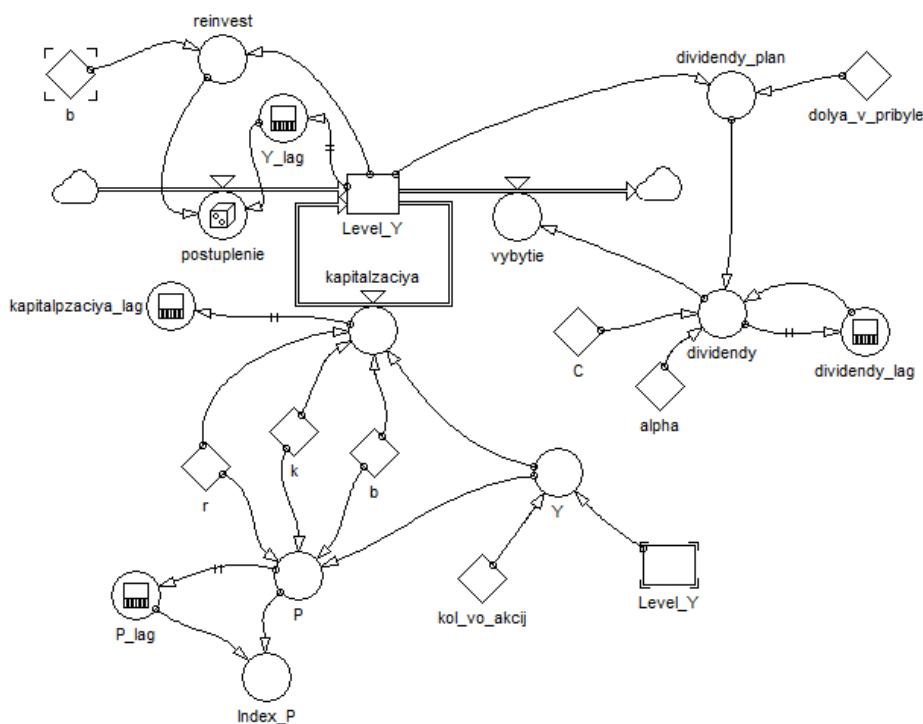 reinvest
dividendy_plan
b
dolya_v_pribyle
Y_lag
Level_Y
postuplenie
vybytie
kapitalzaciya
kapitalpzaciya_lag
dividendy
dividendy_lag
C
alpha
k
b
r
Y
P
kol_vo_akcij
Level_Y
P_lag
Index_P